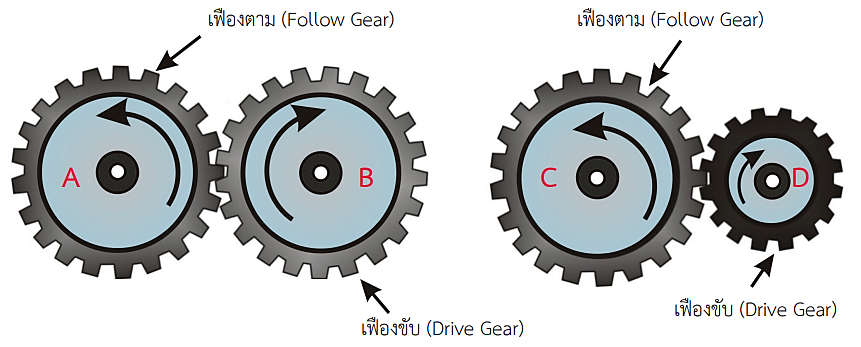 เฟืองตาม (Follow Gear)
เฟืองตาม (Follow Gear)
A
B
C
D
เฟืองขับ (Drive Gear)
เฟืองขับ (Drive Gear)